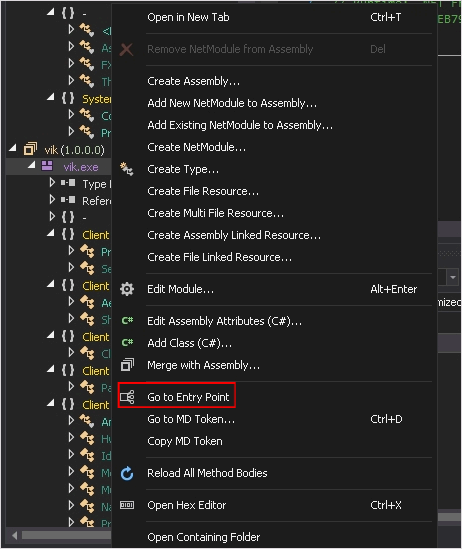 Open in New Tab Ctrl+T
Remove NetModule from Assembly Del
Create Assembly...
Add New NetModule to Assembly...
Add Existing NetModule to Assembly...
Create NetModule...
Create Type...
Create File Resource...
Create Multi File Resource...
Create Assembly Linked Resource...
Create File Linked Resource...
Edit Module... Alt+Enter
C# Edit Assembly Attributes (C#)...
C# Add Class (C#)...
Merge with Assembly...
Go to Entry Point
Go to MD Token... Ctrl+D
Copy MD Token
Reload All Method Bodies
Open Hex Editor Ctrl+X
Open Containing Folder
{ } -
As
FX
Th
{ } System
Co
Pr
vik (1.0.0.0)
vik.exe
Type
Refere
{ } -
{ } Client
Pr
Se
{ } Client
Ae
Sh
{ } Client
Cl
{ } Client
Pa
{ } Client
An
Hu
Id
Me
Mu
Na
Pr
EB79
mized